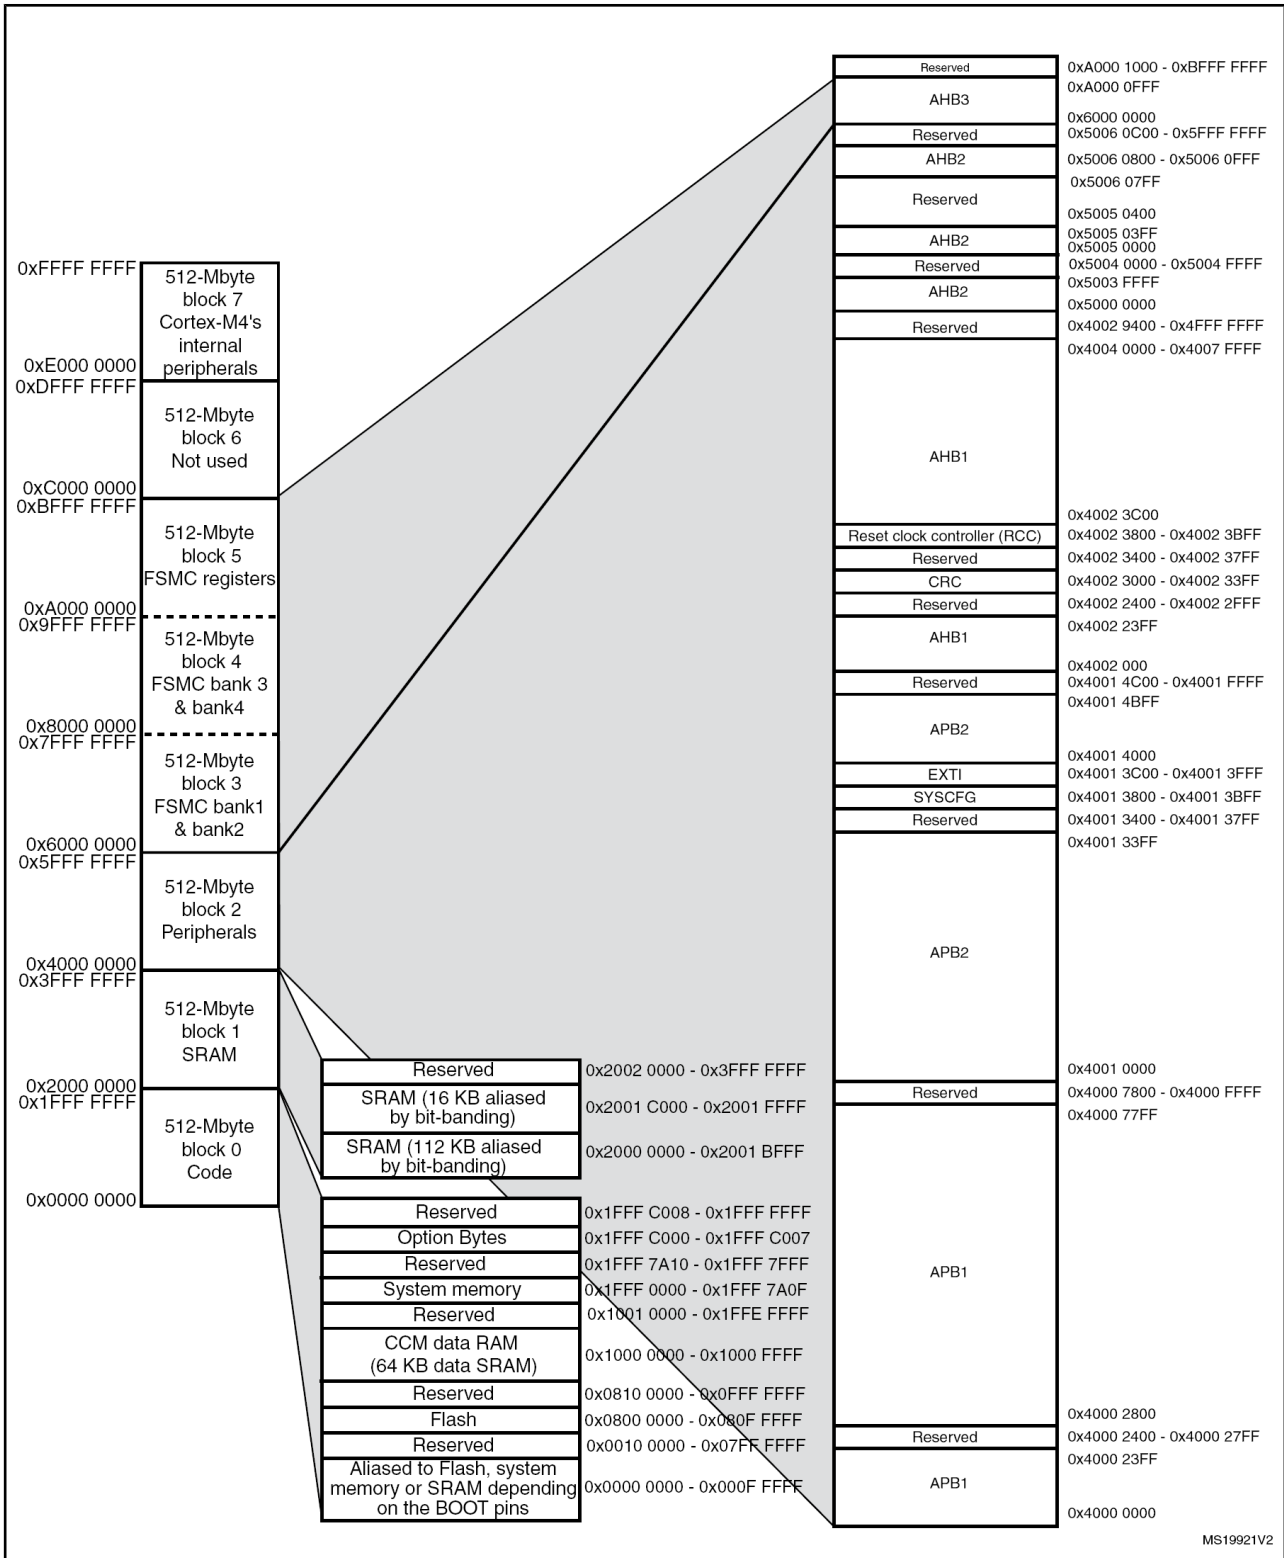 0xFFFF FFFF
512-Mbyte
block 7
Cortex-M4's
internal
peripherals
0xE000 0000
0xDFFF FFFF
512-Mbyte
block 6
Not used
0xC000 0000
0xBFFF FFFF
512-Mbyte
block 5
FSMC registers
0xA000 0000
0x9FFF FFFF
512-Mbyte
block 4
FSMC bank 3
& bank4
0x8000 0000
0x7FFF FFFF
512-Mbyte
block 3
FSMC bank1
& bank2
0x6000 0000
0x5FFF FFFF
512-Mbyte
block 2
Peripherals
0x4000 0000
0x3FFF FFFF
512-Mbyte
block 1
SRAM
0x2000 0000
0x1FFF FFFF
512-Mbyte
block 0
Code
0x0000 0000
Reserved 0x2002 0000 - 0x3FFF FFFF
SRAM (16 KB aliased
by bit-banding)
0x2001 C000 - 0x2001 FFFF
SRAM (112 KB aliased
by bit-banding)
0x2000 0000 - 0x2001 BFFF
Reserved 0x1FFF C008 - 0x1FFF FFFF
Option Bytes 0x1FFF C000 - 0x1FFF C007
Reserved 0x1FFF 7A10 - 0x1FFF 7FFF
System memory 0x1FFF 0000 - 0x1FFF 7A0F
Reserved 0x1001 0000 - 0x1FFE FFFF
CCM data RAM
(64 KB data SRAM)
0x1000 0000 - 0x1000 FFFF
Reserved 0x0810 0000 - 0x0FFF FFFF
Flash 0x0800 0000 - 0x080F FFFF
Reserved 0x0010 0000 - 0x07FF FFFF
Aliased to Flash, system
memory or SRAM depending
on the BOOT pins
0x0000 0000 - 0x000F FFFF
Reserved 0xA000 1000 - 0xBFFF FFFF
0xA000 0FFF
AHB3
0x6000 0000
Reserved 0x5006 0C00 - 0x5FFF FFFF
AHB2 0x5006 0800 - 0x5006 0FFF
0x5006 07FF
Reserved
0x5005 0400
0x5005 03FF
AHB2
0x5005 0000
Reserved 0x5004 0000 - 0x5004 FFFF
0x5003 FFFF
AHB2
0x5000 0000
Reserved 0x4002 9400 - 0x4FFF FFFF
0x4004 0000 - 0x4007 FFFF
AHB1
0x4002 3C00
Reset clock controller (RCC) 0x4002 3800 - 0x4002 3BFF
Reserved 0x4002 3400 - 0x4002 37FF
CRC 0x4002 3000 - 0x4002 33FF
Reserved 0x4002 2400 - 0x4002 2FFF
0x4002 23FF
AHB1
0x4002 000
Reserved 0x4001 4C00 - 0x4001 FFFF
0x4001 4BFF
APB2
0x4001 4000
EXTI 0x4001 3C00 - 0x4001 3FFF
SYSCFG 0x4001 3800 - 0x4001 3BFF
Reserved 0x4001 3400 - 0x4001 37FF
0x4001 33FF
APB2
0x4001 0000
Reserved 0x4000 7800 - 0x4000 FFFF
0x4000 77FF
APB1
0x4000 2800
Reserved 0x4000 2400 - 0x4000 27FF
0x4000 23FF
APB1
0x4000 0000
MS19921V2